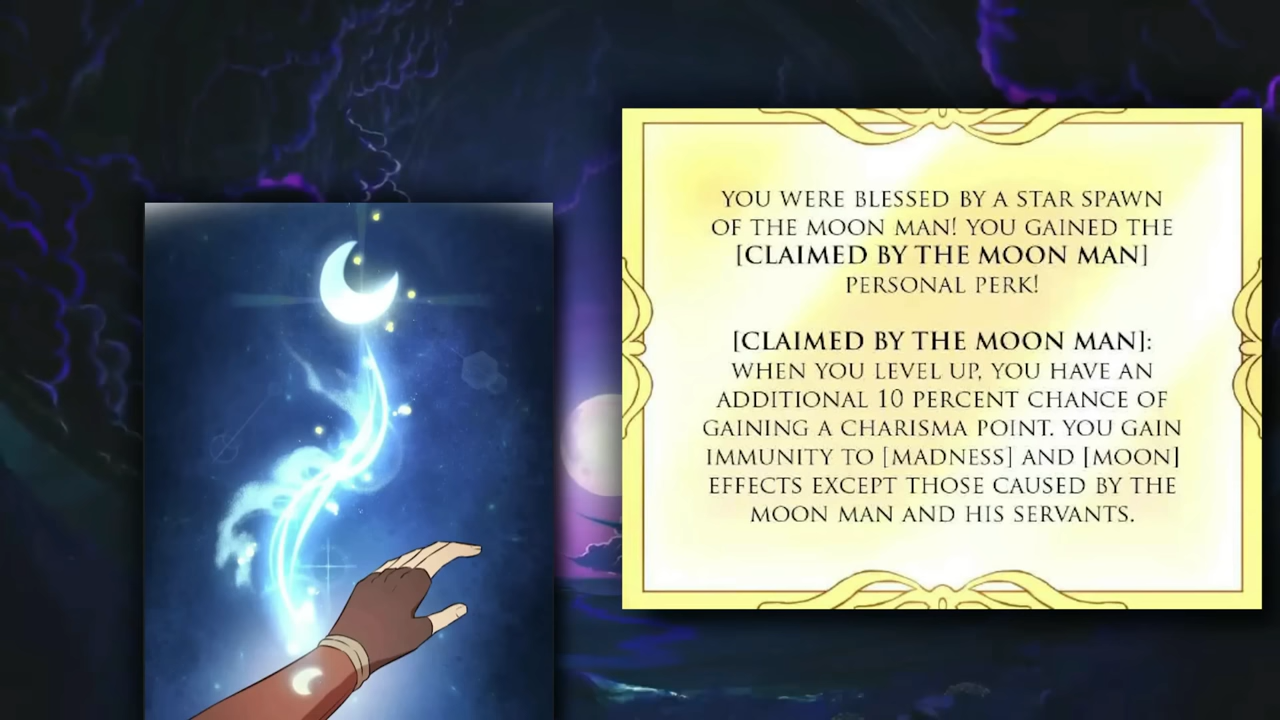 YOU WERE BLESSED BY A STAR SPAWN
OF THE MOON MAN! YOU GAINED THE
[CLAIMED BY THE MOON MAN]
PERSONAL PERK!
[CLAIMED BY THE MOON MAN]:
WHEN YOU LEVEL UP, YOU HAVE AN
ADDITIONAL 10 PERCENT CHANCE OF
GAINING A CHARISMA POINT. YOU GAIN
IMMUNITY TO [MADNESS] AND [MOON]
EFFECTS EXCEPT THOSE CAUSED BY THE
MOON MAN AND HIS SERVANTS.